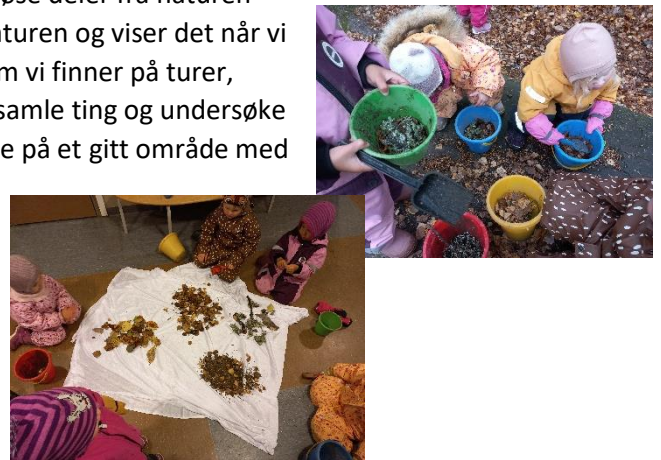 deler fra naturen
og viser det når vi
vi finner på turer,
samle ting og undersøke
på et gitt område med